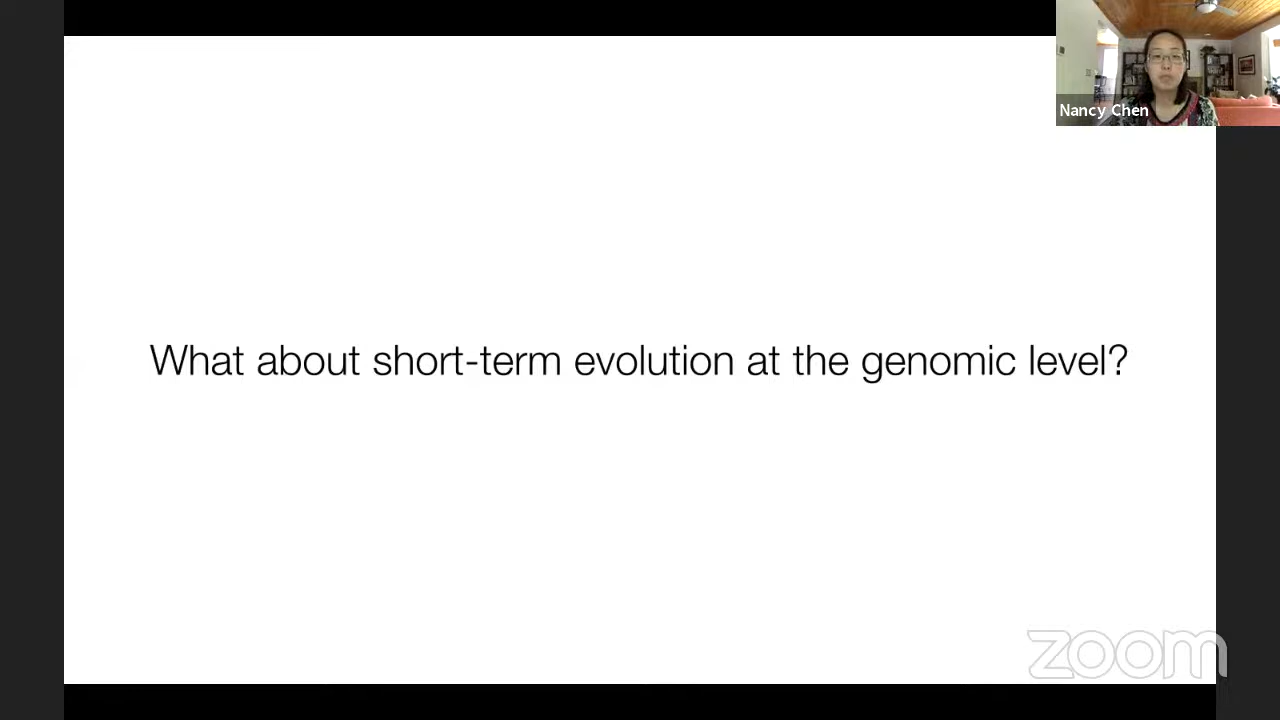 Nancy Chen
What about short-term evolution at the genomic level?
zoom